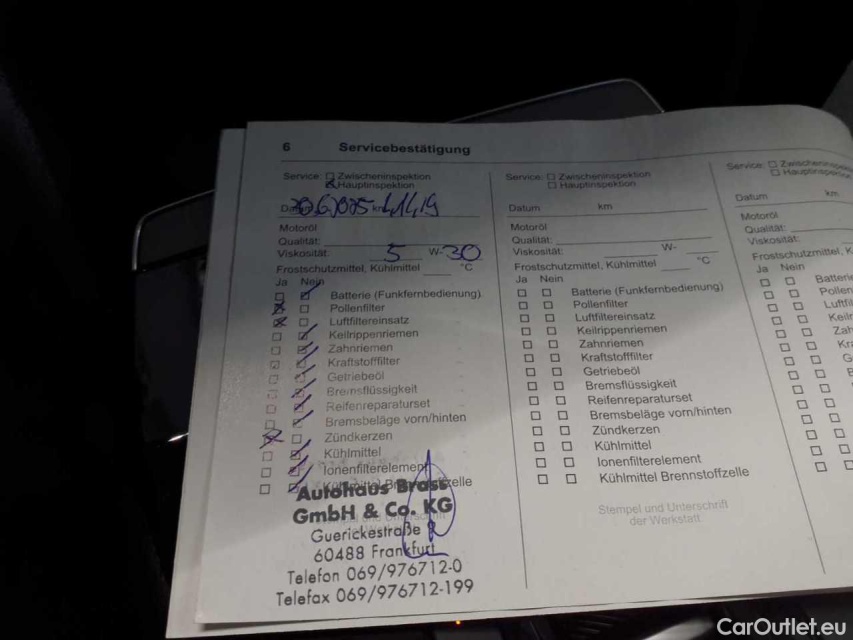 6 Servicebestätigung
Service: Zwischeninspektion
Hauptinspektion
km
Motoröl
Qualität:
Viskosität: 5 W-30
Frostschutzmittel, Kühlmittel °C
Ja Nein
Batterie (Funkfernbedienung)
Pollenfilter
Luftfiltereinsatz
Keilrippenriemen
Zahnriemen
Kraftstofffilter
Getriebeöl
Bremsflüssigkeit
Reifenreparaturset
Bremsbeläge vorn/hinten
Zündkerzen
Kühlmittel
Ionenfilterelement
Kühlmittel Brennstoffzelle
Autohaus Brass
GmbH & Co. KG
Guerickestraße
60488 Frankfurt
Telefon 069/976712-0
Telefax 069/976712-199
Service: Zwischeninspektion
Hauptinspektion
Datum km
Motoröl
Qualität:
Viskosität: W-
Frostschutzmittel, Kühlmittel °C
Ja Nein
Batterie (Funkfernbedienung)
Pollenfilter
Luftfiltereinsatz
Keilrippenriemen
Zahnriemen
Kraftstofffilter
Getriebeöl
Bremsflüssigkeit
Reifenreparaturset
Bremsbeläge vorn/hinten
Zündkerzen
Kühlmittel
Ionenfilterelement
Kühlmittel Brennstoffzelle
Stempel und Unterschrift
der Werkstatt
Service:
Datum km
Motoröl
Qualität:
Viskosität:
Frostschutzmittel,
Ja Nein
CarOutlet.eu